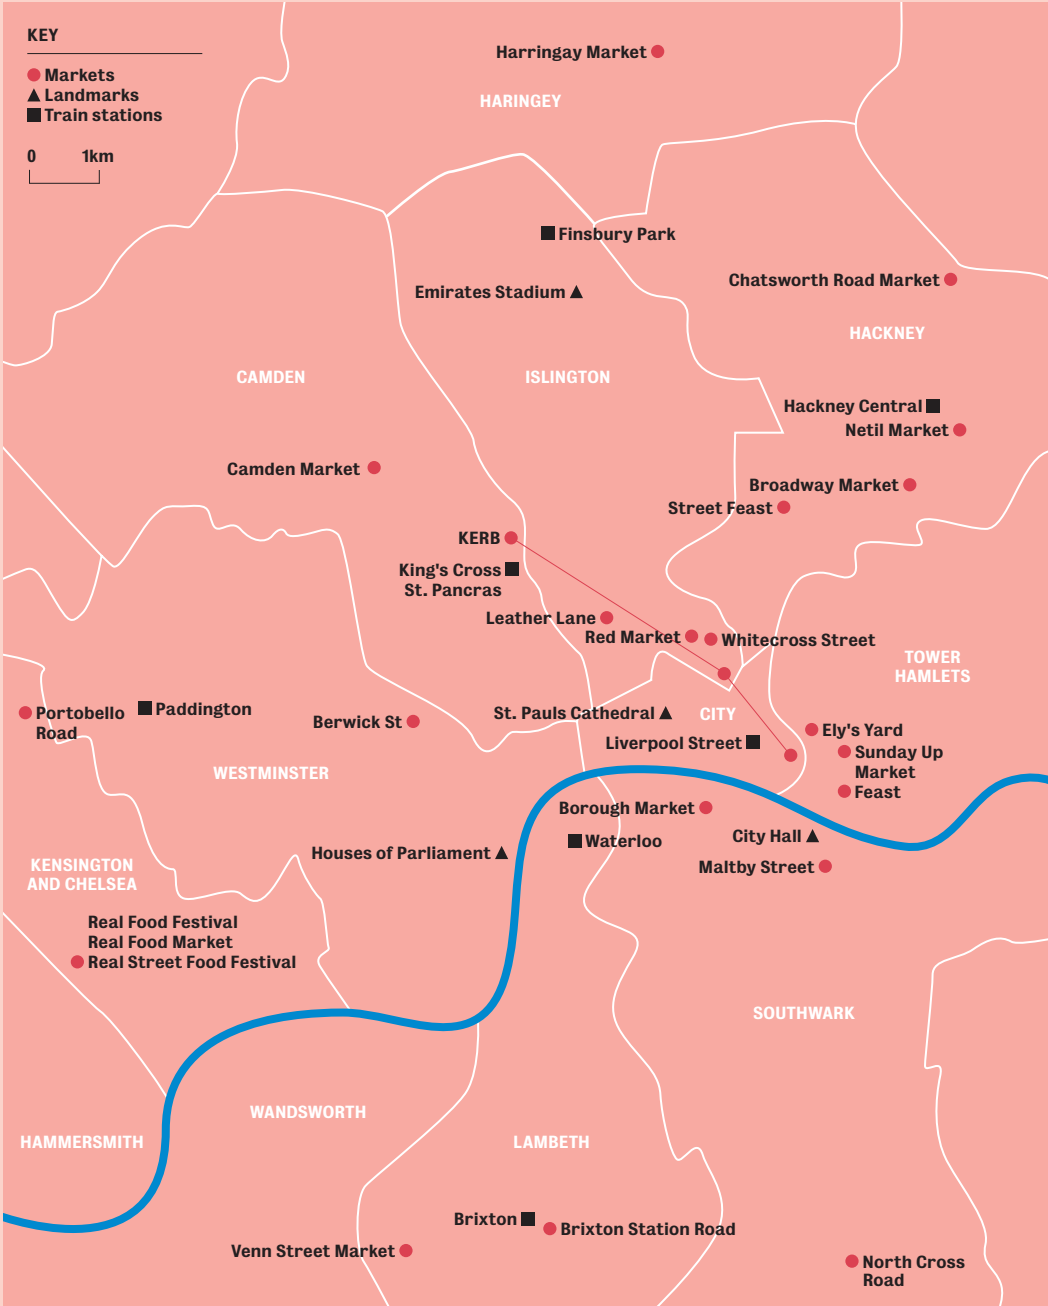 KEY
Markets
Landmarks
Train stations
0 1km
Harringay Market
HARINGEY
Finsbury Park
Chatsworth Road Market
Emirates Stadium
HACKNEY
CAMDEN
ISLINGTON
Hackney Central
Netil Market
Camden Market
Broadway Market
Street Feast
KERB
King's Cross
St. Pancras
Leather Lane
Red Market
Whitecross Street
TOWER
HAMLETS
Portobello
Road
Paddington
Berwick St
St. Pauls Cathedral
CITY
Liverpool Street
Ely's Yard
Sunday Up
Market
Feast
WESTMINSTER
Borough Market
City Hall
Waterloo
Houses of Parliament
Maltby Street
KENSINGTON
AND CHELSEA
Real Food Festival
Real Food Market
Real Street Food Festival
SOUTHWARK
WANDSWORTH
HAMMERSMITH
LAMBETH
Brixton
Brixton Station Road
Venn Street Market
North Cross
Road